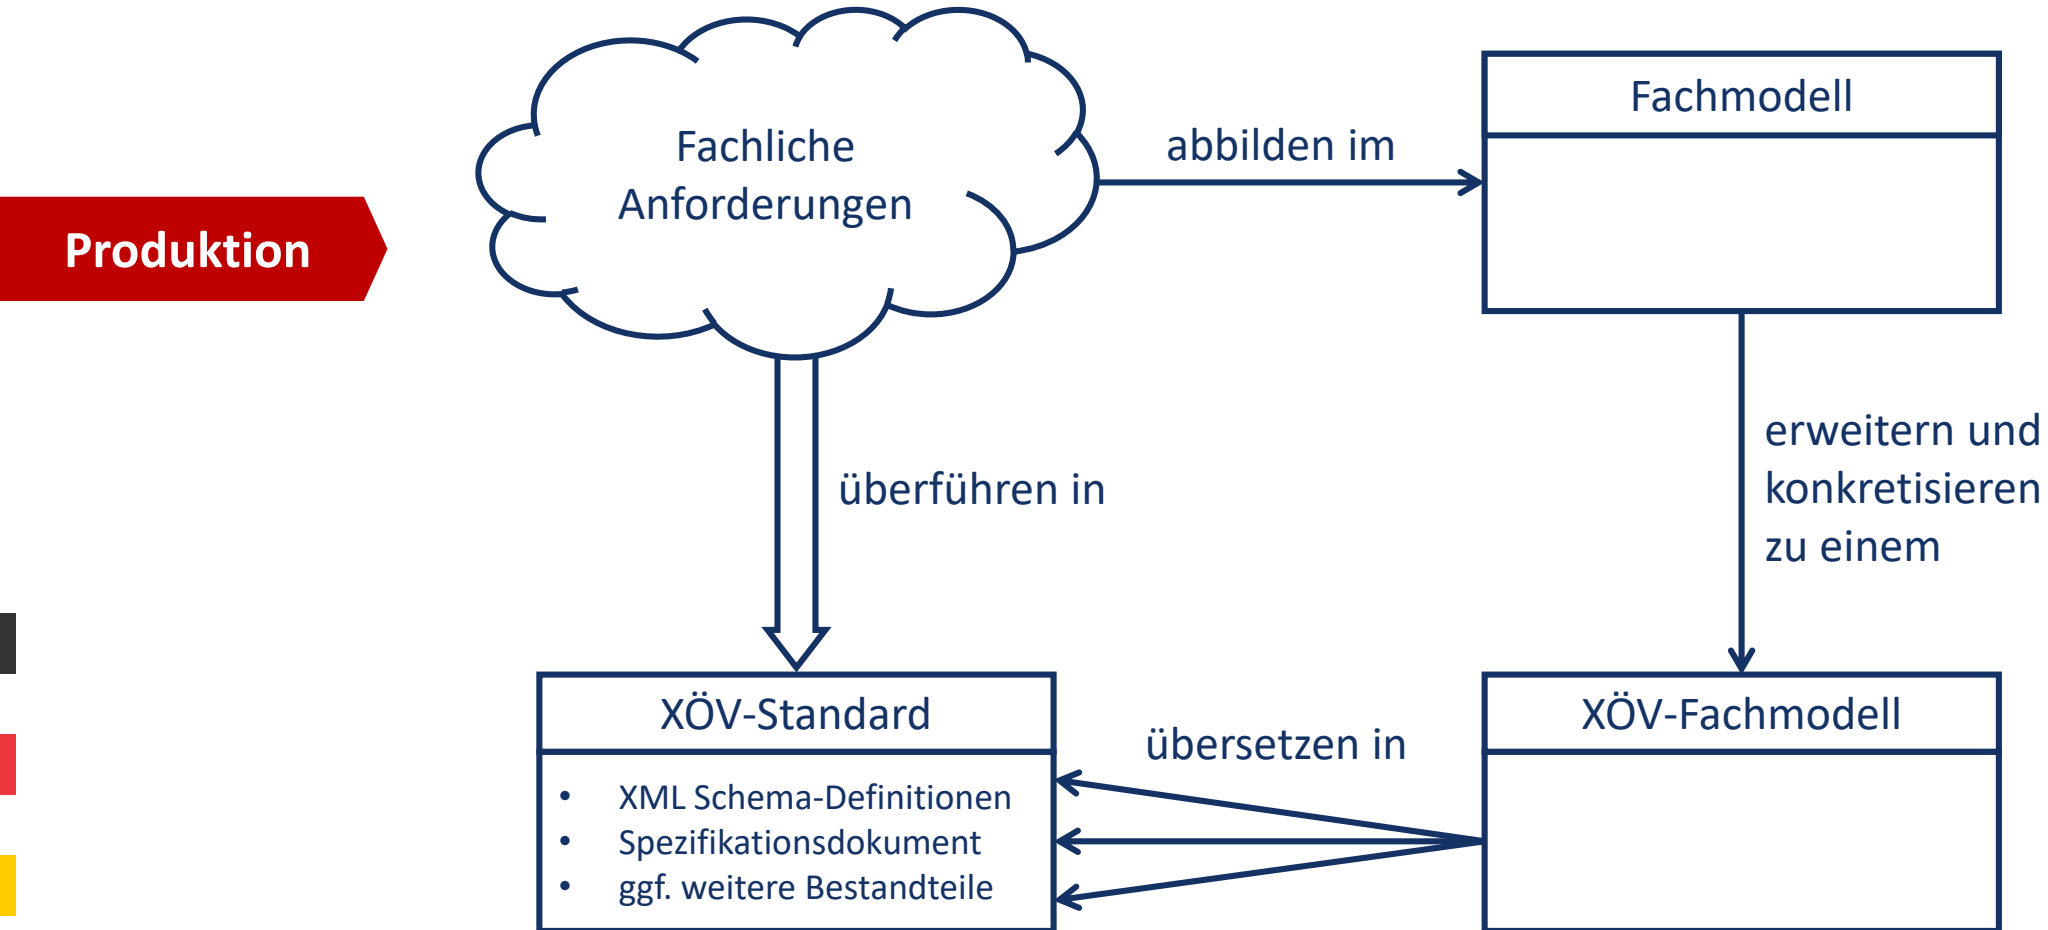 Produktion
Fachliche
Anforderungen
abbilden im
Fachmodell
überführen in
erweitern und
konkretisieren
zu einem
XÖV-Standard
• XML Schema-Definitionen
• Spezifikationsdokument
• ggf. weitere Bestandteile
übersetzen in
XÖV-Fachmodell